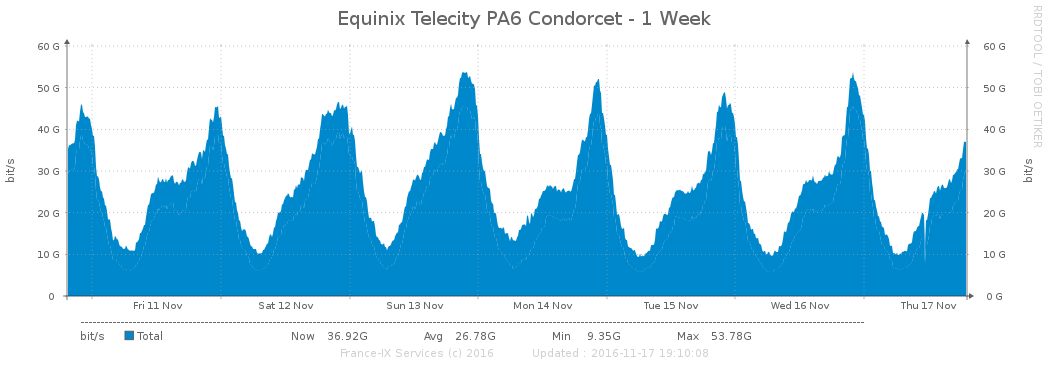 Equinix Telecity PA6 Condorcet - 1 Week
RRDTOOL / TOBI OETIKER
bit/s
60 G
50 G
40 G
30 G
20 G
10 G
0
60 G
50 G
40 G
30 G
20 G
10 G
0 G
bit/s
Fri 11 Nov Sat 12 Nov Sun 13 Nov Mon 14 Nov Tue 15 Nov Wed 16 Nov Thu 17 Nov
bit/s Total Now 36.92G Avg 26.78G Min 9.35G Max 53.78G
France-IX Services (c) 2016 Updated : 2016-11-17 19:10:08